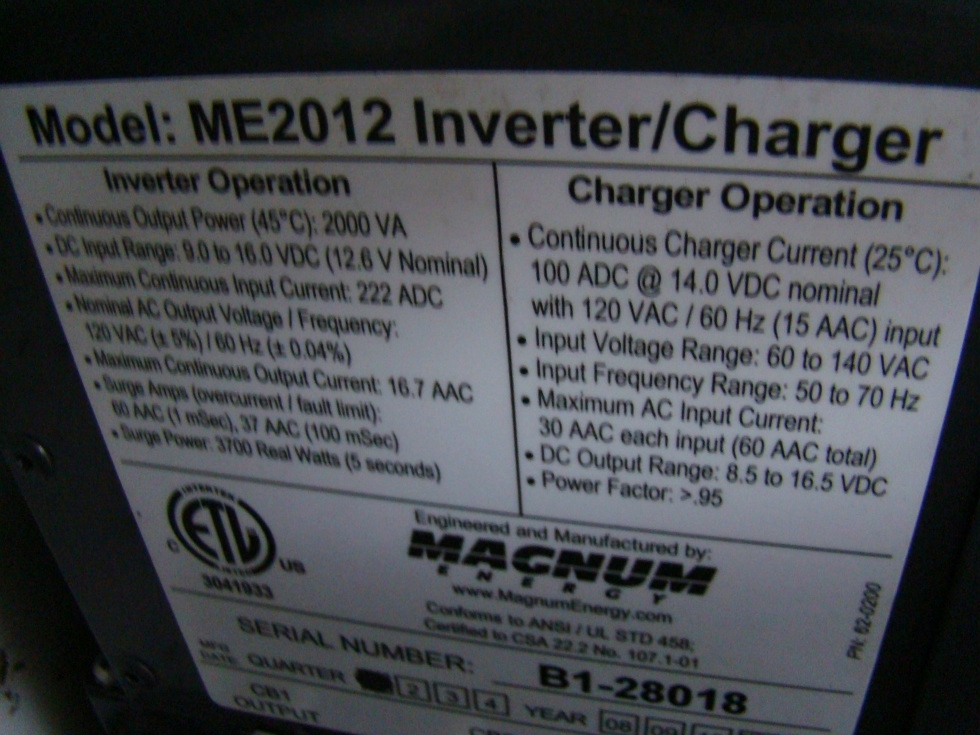 Model: ME2012 Inverter/Charger
Inverter Operation
• Continuous Output Power (45°C): 2000 VA
• DC Input Range: 9.0 to 16.0 VDC (12.6 V Nominal)
• Maximum Continuous Input Current: 222 ADC
• Nominal AC Output Voltage / Frequency:
120 VAC (± 5%) / 60 Hz (± 0.04%)
• Maximum Continuous Output Current: 16.7 AAC
• Surge Amps (overcurrent / fault limit):
60 AAC (1 mSec), 37 AAC (100 mSec)
• Surge Power: 3700 Real Watts (5 seconds)
Charger Operation
• Continuous Charger Current (25°C):
100 ADC @ 14.0 VDC nominal
with 120 VAC / 60 Hz (15 AAC) input
• Input Voltage Range: 60 to 140 VAC
• Input Frequency Range: 50 to 70 Hz
• Maximum AC Input Current:
30 AAC each input (60 AAC total)
• DC Output Range: 8.5 to 16.5 VDC
• Power Factor: >.95
INTERTEK
ETL
C US
3041933
Engineered and Manufactured by:
MAGNUM
ENERGY
www.MagnumEnergy.com
Conforms to ANSI / UL STD 458;
Certified to CSA 22.2 No. 107.1-01
PN: 62-0200
SERIAL NUMBER: B1-28018
MFG DATE QUARTER 2 3 4 YEAR 08 09
CB1
OUTPUT